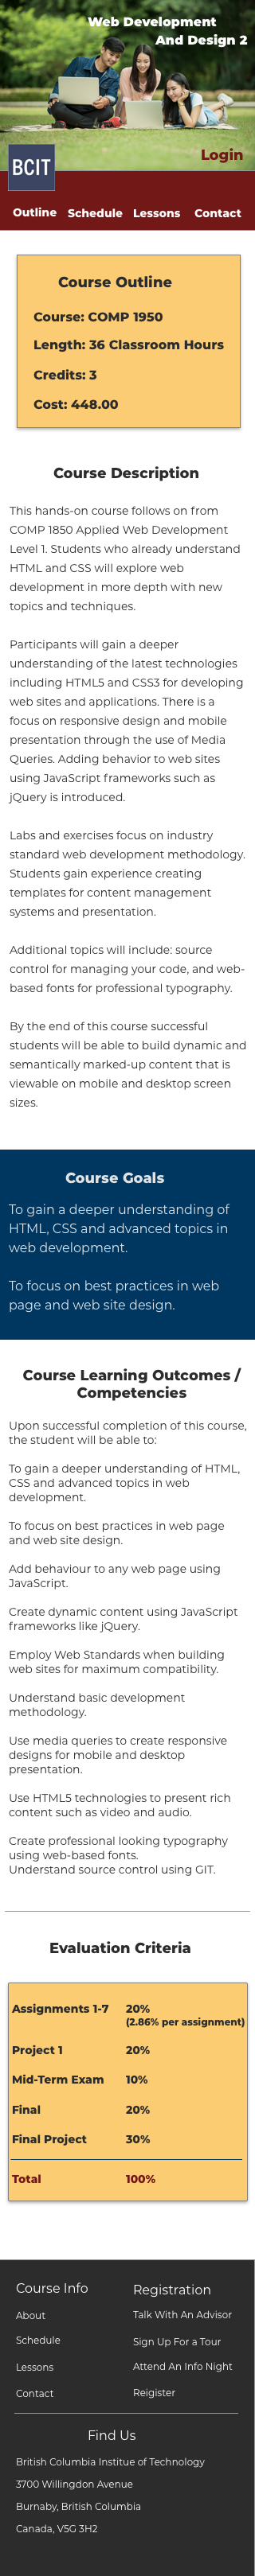 Web Development
And Design 2
Login
BCIT
Outline Schedule Lessons Contact
Course Outline
Course: COMP 1950
Length: 36 Classroom Hours
Credits: 3
Cost: 448.00
Course Description
This hands-on course follows on from
COMP 1850 Applied Web Development
Level 1. Students who already understand
HTML and CSS will explore web
development in more depth with new
topics and techniques.
Participants will gain a deeper
understanding of the latest technologies
including HTML5 and CSS3 for developing
web sites and applications. There is a
focus on responsive design and mobile
presentation through the use of Media
Queries. Adding behavior to web sites
using JavaScript frameworks such as
jQuery is introduced.
Labs and exercises focus on industry
standard web development methodology.
Students gain experience creating
templates for content management
systems and presentation.
Additional topics will include: source
control for managing your code, and web-
based fonts for professional typography.
By the end of this course successful
students will be able to build dynamic and
semantically marked-up content that is
viewable on mobile and desktop screen
sizes.
Course Goals
To gain a deeper understanding of
HTML, CSS and advanced topics in
web development.
To focus on best practices in web
page and web site design.
Course Learning Outcomes /
Competencies
Upon successful completion of this course,
the student will be able to:
To gain a deeper understanding of HTML,
CSS and advanced topics in web
development.
To focus on best practices in web page
and web site design.
Add behaviour to any web page using
JavaScript.
Create dynamic content using JavaScript
frameworks like jQuery.
Employ Web Standards when building
web sites for maximum compatibility.
Understand basic development
methodology.
Use media queries to create responsive
designs for mobile and desktop
presentation.
Use HTML5 technologies to present rich
content such as video and audio.
Create professional looking typography
using web-based fonts.
Understand source control using GIT.
Evaluation Criteria
Assignments 1-7 20%
(2.86% per assignment)
Project 1 20%
Mid-Term Exam 10%
Final 20%
Final Project 30%
Total 100%
Course Info
About
Schedule
Lessons
Contact
Registration
Talk With An Advisor
Sign Up For a Tour
Attend An Info Night
Reigister
Find Us
British Columbia Institue of Technology
3700 Willingdon Avenue
Burnaby, British Columbia
Canada, V5G 3H2